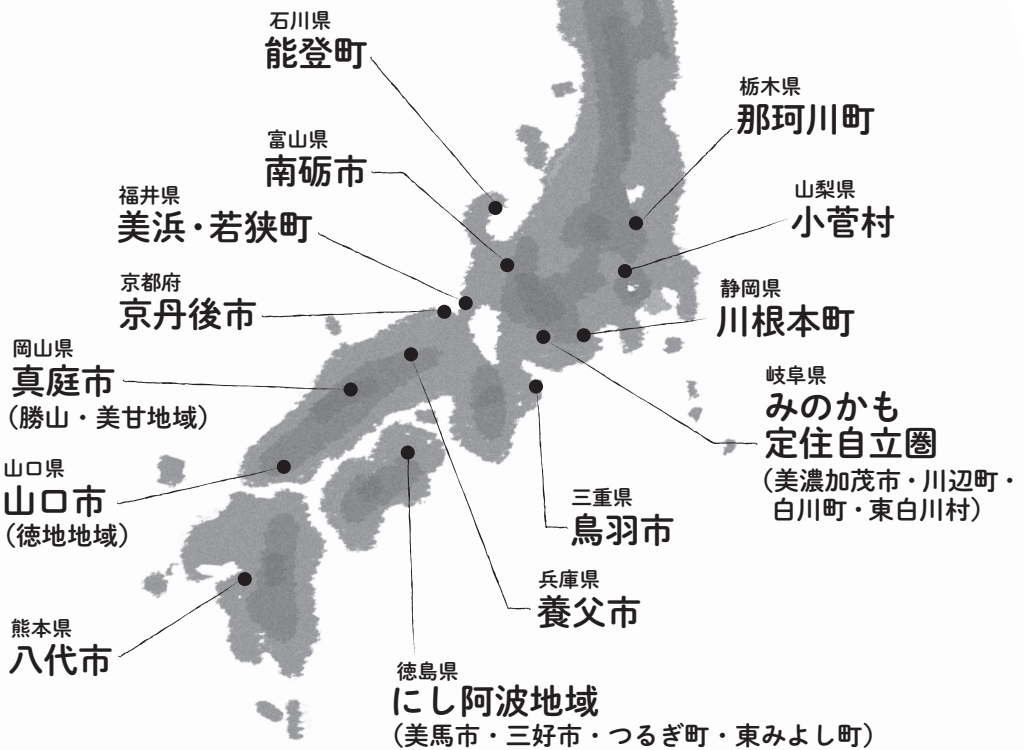 石川県
能登町
富山県
南砺市
福井県
美浜・若狭町
京都府
京丹後市
岡山県
真庭市
（勝山・美甘地域）
山口県
山口市
（徳地地域）
熊本県
八代市
栃木県
那珂川町
山梨県
小菅村
静岡県
川根本町
岐阜県
みのかも
定住自立圏
（美濃加茂市・川辺町・
白川町・東白川村）
三重県
鳥羽市
兵庫県
養父市
徳島県
にし阿波地域
（美馬市・三好市・つるぎ町・東みよし町）